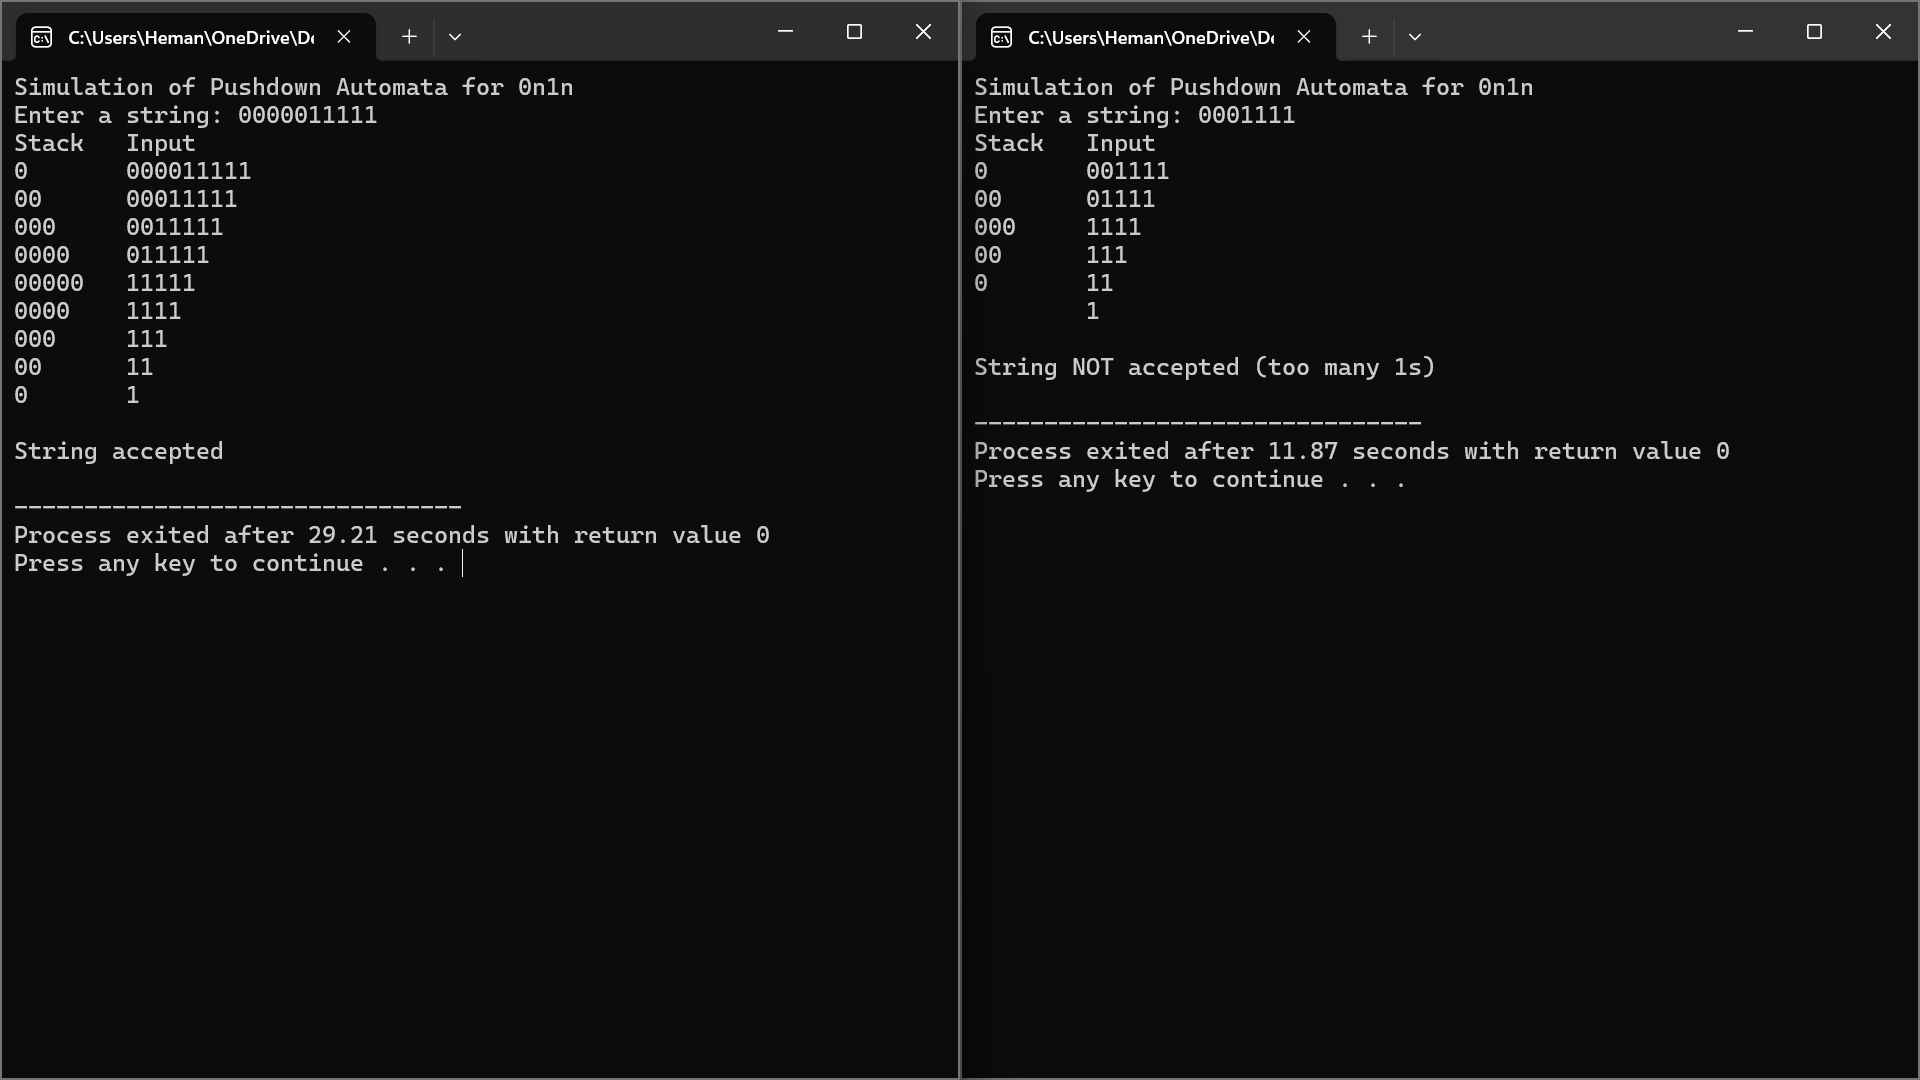 C:\Users\Heman\OneDrive\De
Simulation of Pushdown Automata for 0n1n
Enter a string: 0000011111
Stack   Input
0       000011111
00      00011111
000     0011111
0000    011111
00000   11111
0000    1111
000     111
00      11
0       1
String accepted
--------------------------------
Process exited after 29.21 seconds with return value 0
Press any key to continue . . .
C:\Users\Heman\OneDrive\De
Simulation of Pushdown Automata for 0n1n
Enter a string: 0001111
Stack   Input
0       001111
00      01111
000     1111
00      111
0       11
        1
String NOT accepted (too many 1s)
--------------------------------
Process exited after 11.87 seconds with return value 0
Press any key to continue . . .